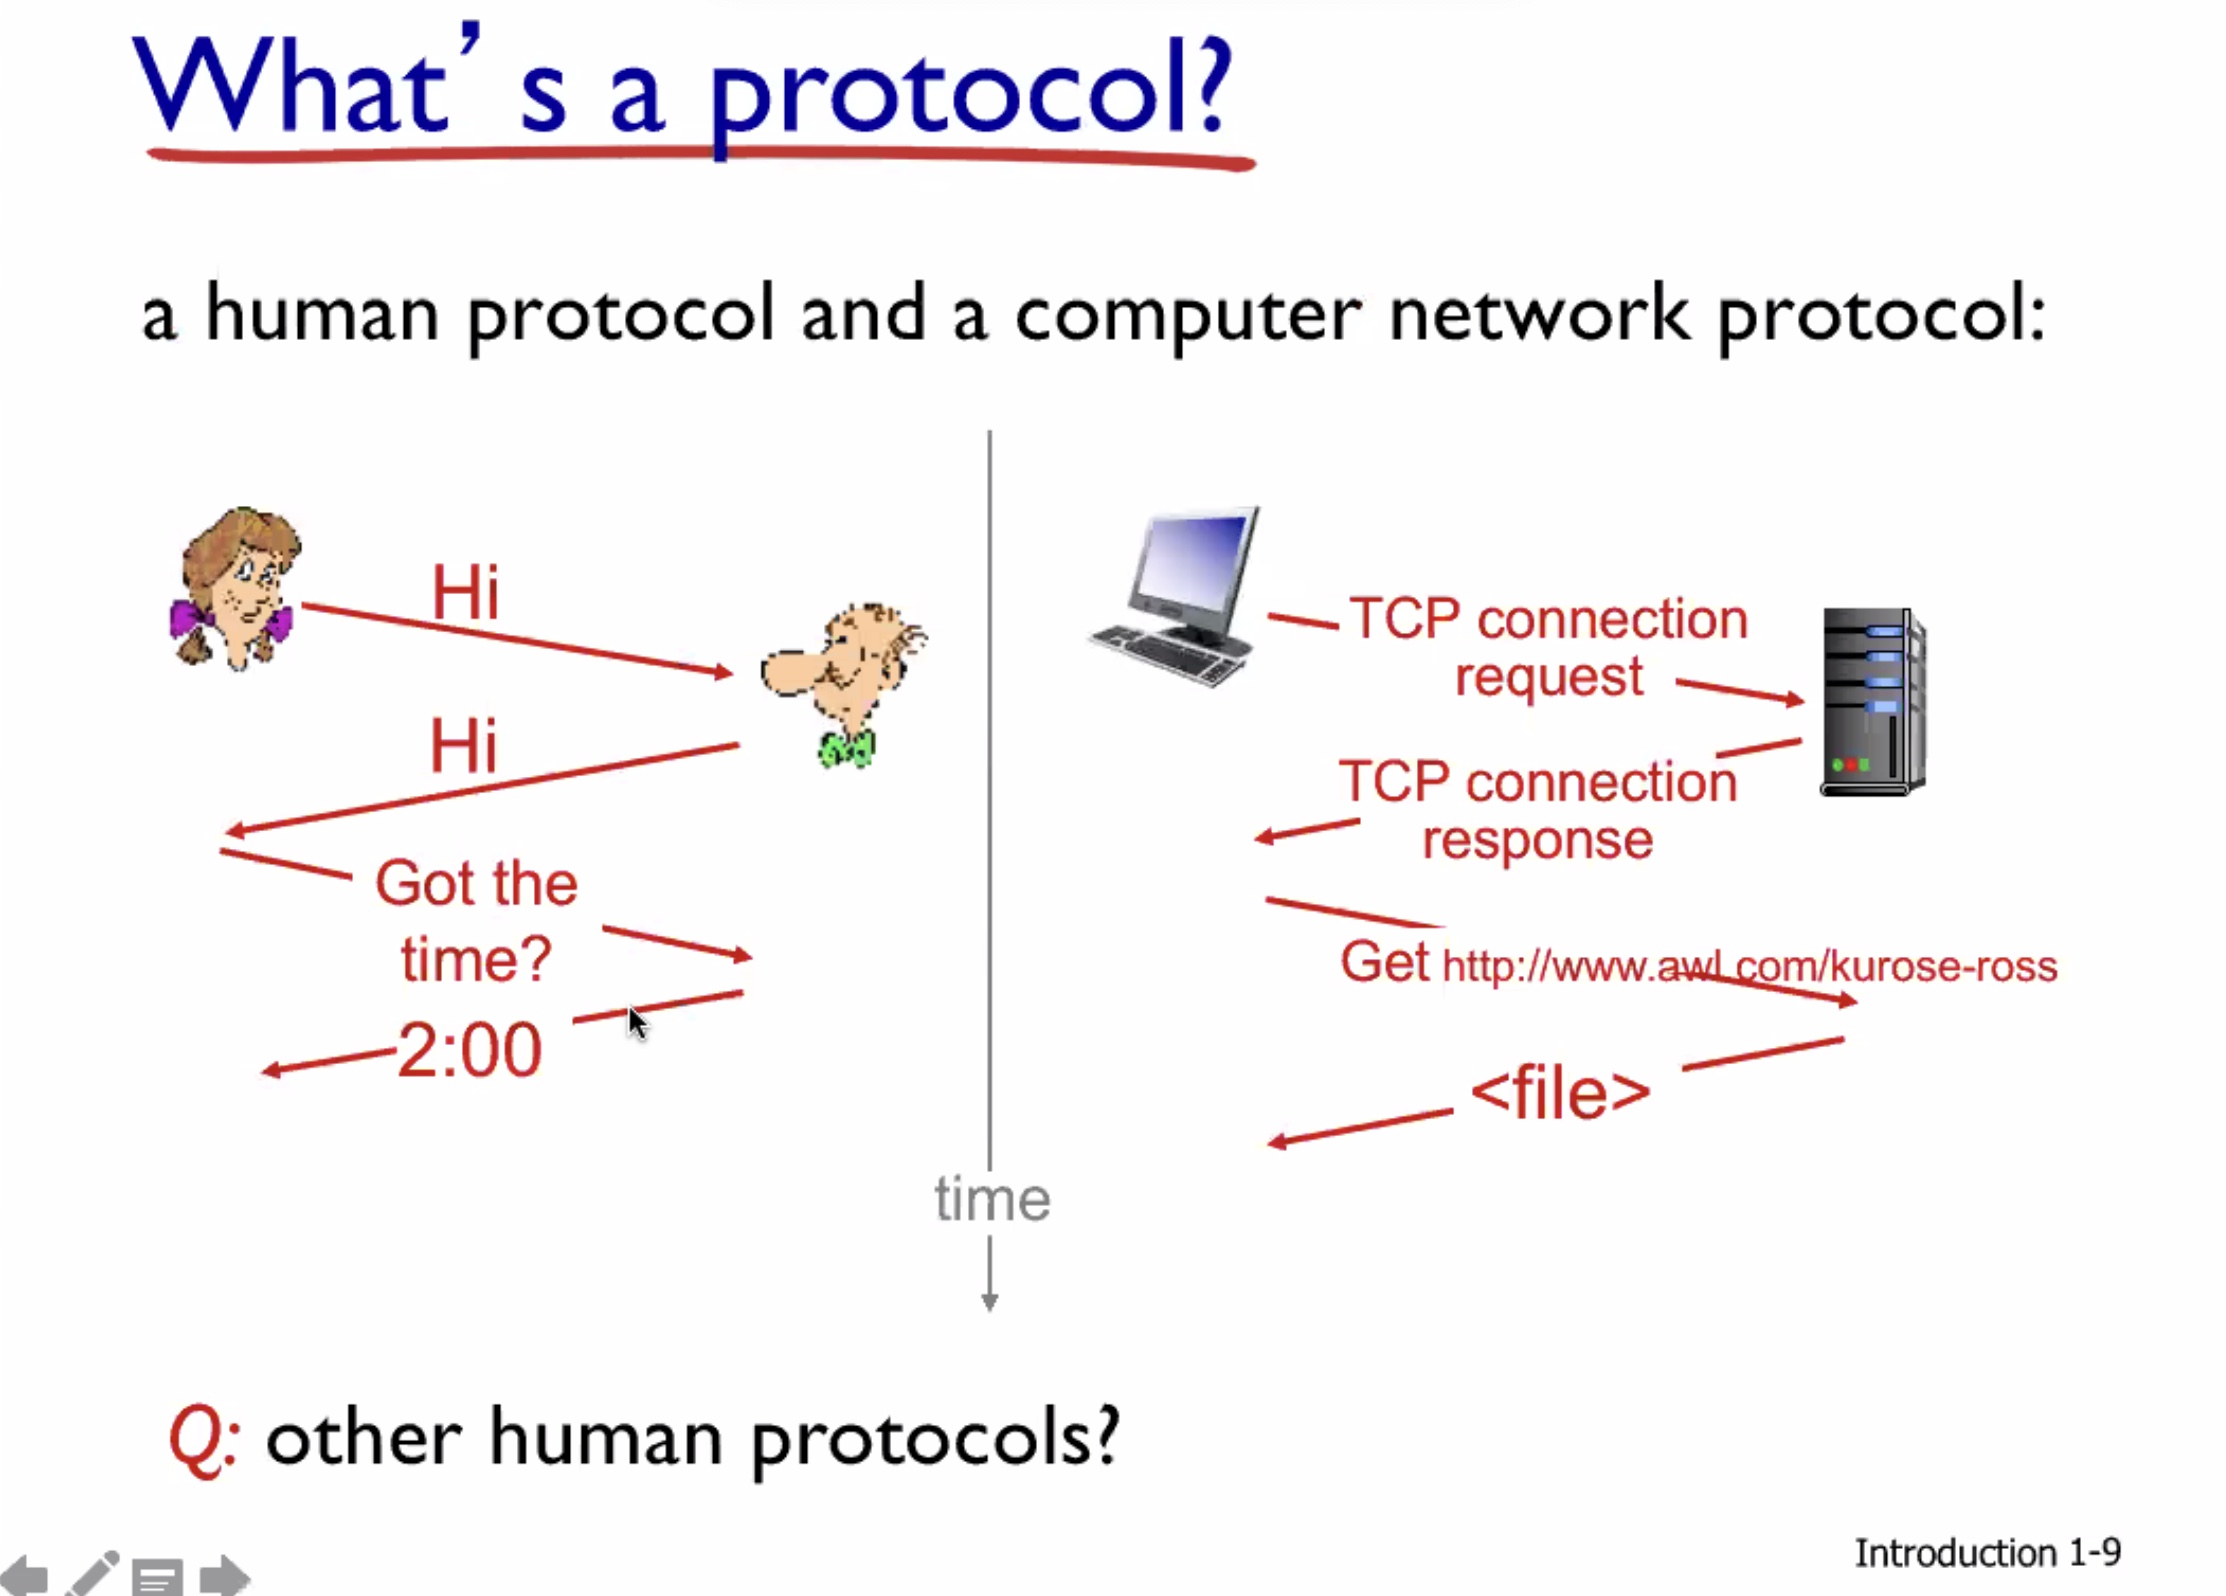 What's a protocol?
a human protocol and a computer network protocol:
Hi
Hi
Got the
time?
2:00
TCP connection
request
TCP connection
response
Get http://www.awl.com/kurose-ross
<file>
time
Q: other human protocols?
Introduction 1-9